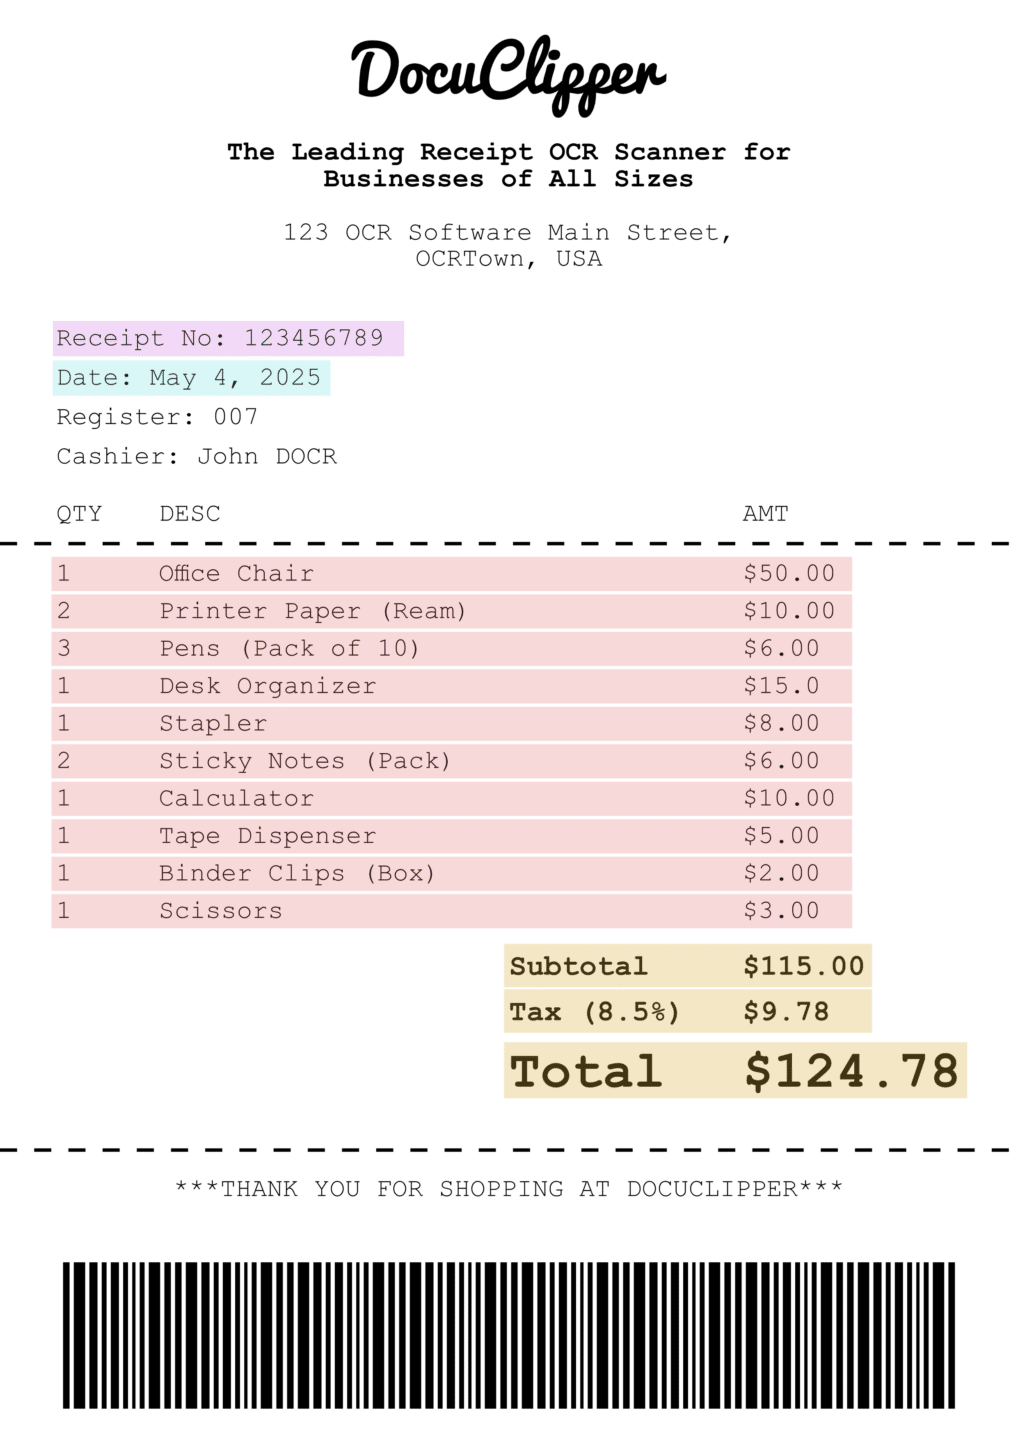 DocuClipper
The Leading Receipt OCR Scanner for
Businesses of All Sizes
123 OCR Software Main Street,
OCRTown, USA
Receipt No: 123456789
Date: May 4, 2025
Register: 007
Cashier: John DOCR
QTY DESC AMT
1 Office Chair $50.00
2 Printer Paper (Ream) $10.00
3 Pens (Pack of 10) $6.00
1 Desk Organizer $15.0
1 Stapler $8.00
2 Sticky Notes (Pack) $6.00
1 Calculator $10.00
1 Tape Dispenser $5.00
1 Binder Clips (Box) $2.00
1 Scissors $3.00
Subtotal $115.00
Tax (8.5%) $9.78
Total $124.78
***THANK YOU FOR SHOPPING AT DOCUCLIPPER***